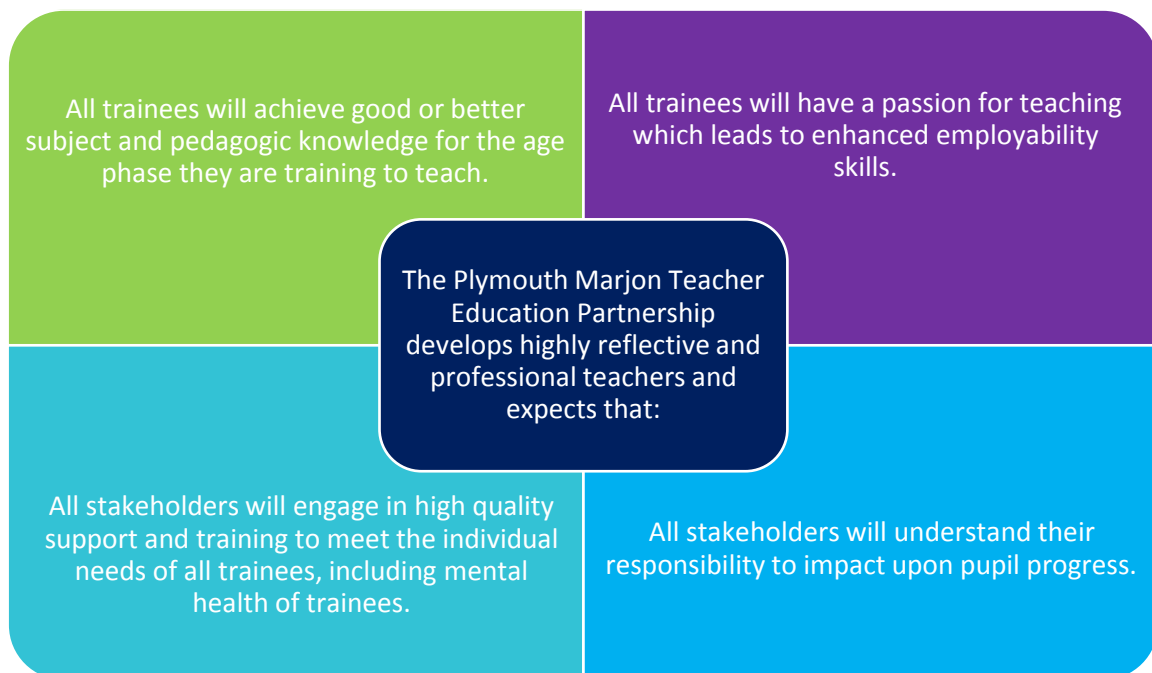 All trainees will achieve good or better
subject and pedagogic knowledge for the age
phase they are training to teach.
All trainees will have a passion for teaching
which leads to enhanced employability
skills.
The Plymouth Marjon Teacher
Education Partnership
develops highly reflective and
professional teachers and
expects that:
All stakeholders will engage in high quality
support and training to meet the individual
needs of all trainees, including mental
health of trainees.
All stakeholders will understand their
responsibility to impact upon pupil progress.